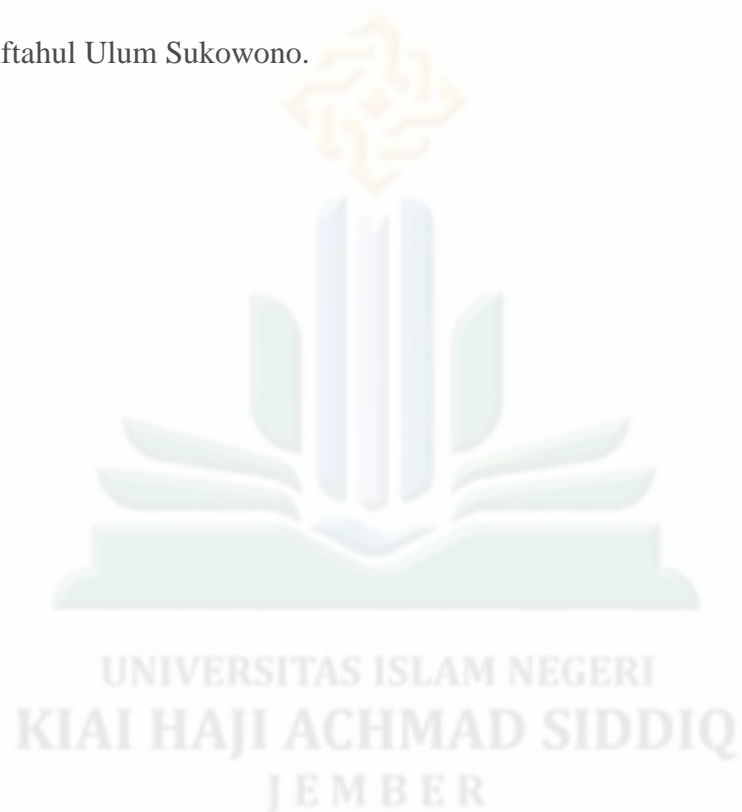 ftahul Ulum Sukowono.
UNIVERSITAS ISLAM NEGERI
KIAI HAJI ACHMAD SIDDIQ
JEMBER